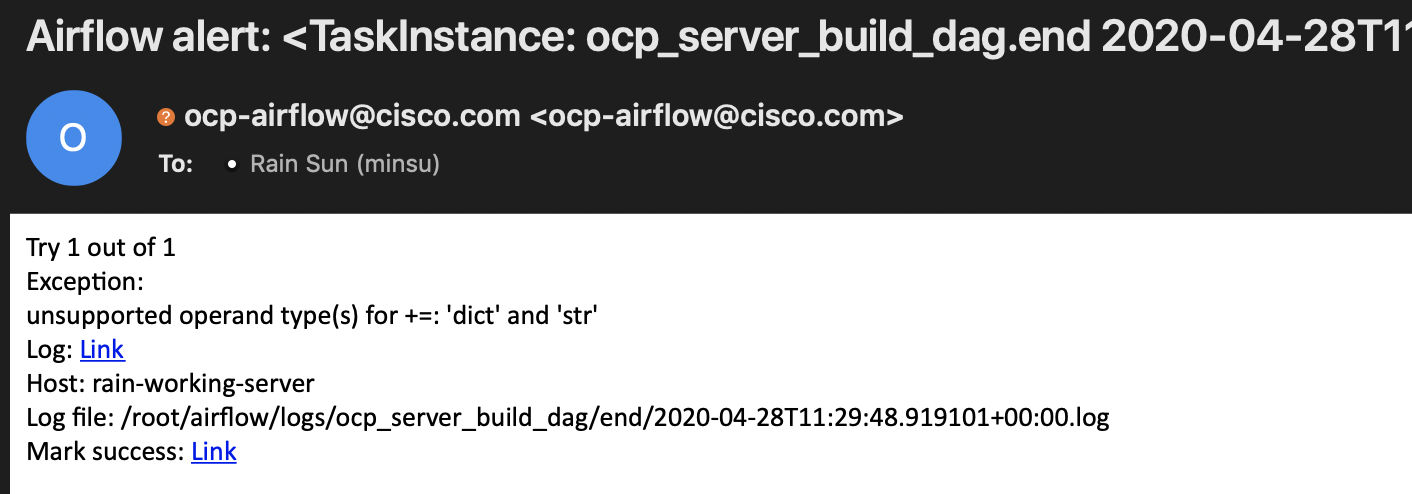 Airflow alert: <TaskInstance: ocp_server_build_dag.end 2020-04-28T11
O
? ocp-airflow@cisco.com <ocp-airflow@cisco.com>
To: • Rain Sun (minsu)
Try 1 out of 1
Exception:
unsupported operand type(s) for +=: 'dict' and 'str'
Log: Link
Host: rain-working-server
Log file: /root/airflow/logs/ocp_server_build_dag/end/2020-04-28T11:29:48.919101+00:00.log
Mark success: Link